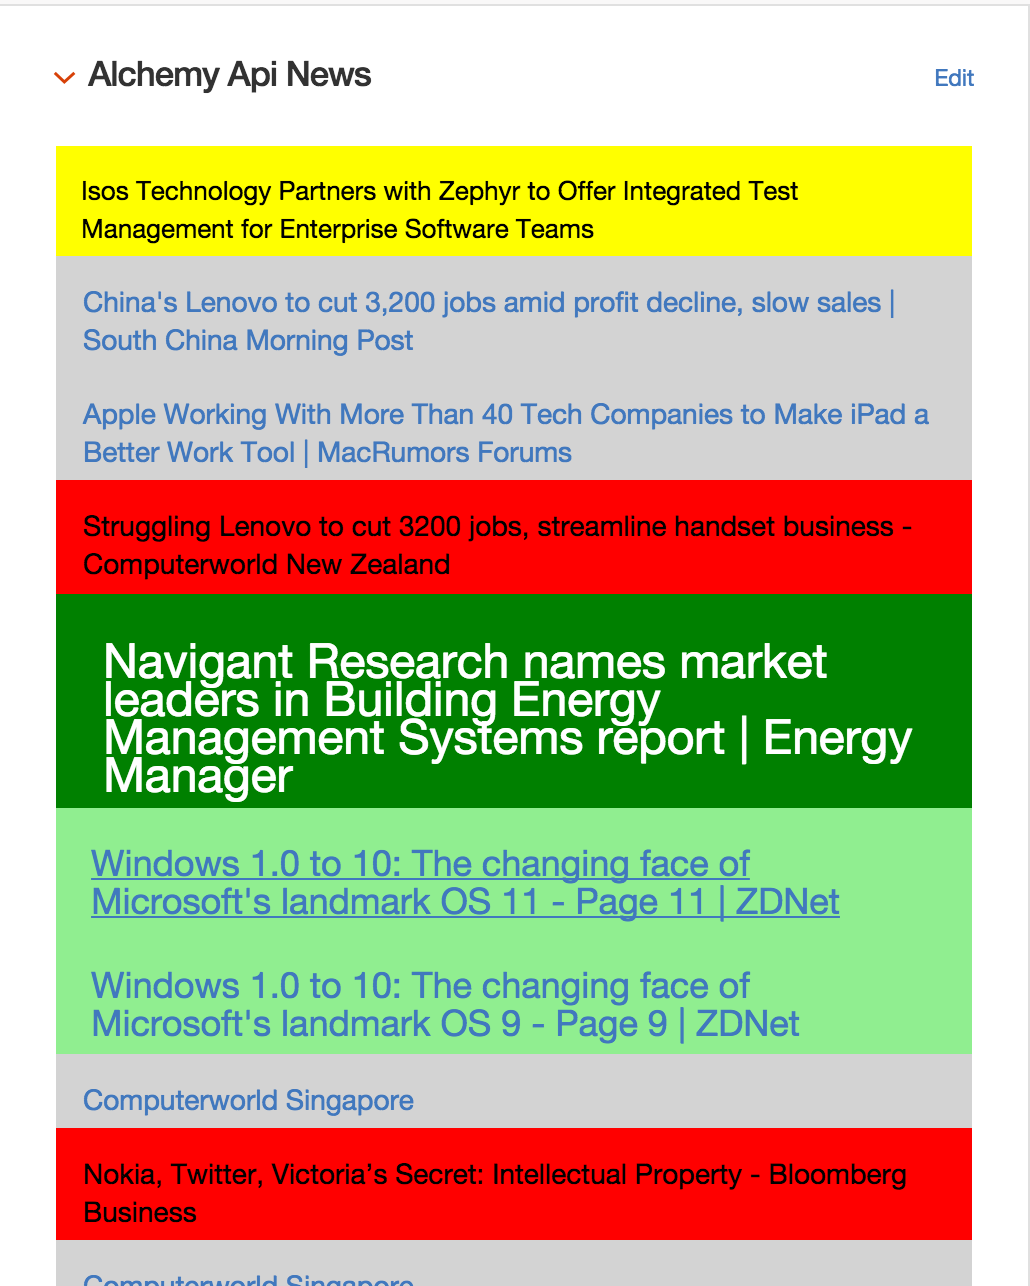 Alchemy Api News
Edit
Isos Technology Partners with Zephyr to Offer Integrated Test
Management for Enterprise Software Teams
China's Lenovo to cut 3,200 jobs amid profit decline, slow sales |
South China Morning Post
Apple Working With More Than 40 Tech Companies to Make iPad a
Better Work Tool | MacRumors Forums
Struggling Lenovo to cut 3200 jobs, streamline handset business -
Computerworld New Zealand
Navigant Research names market
leaders in Building Energy
Management Systems report | Energy
Manager
Windows 1.0 to 10: The changing face of
Microsoft's landmark OS 11 - Page 11 | ZDNet
Windows 1.0 to 10: The changing face of
Microsoft's landmark OS 9 - Page 9 | ZDNet
Computerworld Singapore
Nokia, Twitter, Victoria’s Secret: Intellectual Property - Bloomberg
Business
Computerworld Singapore